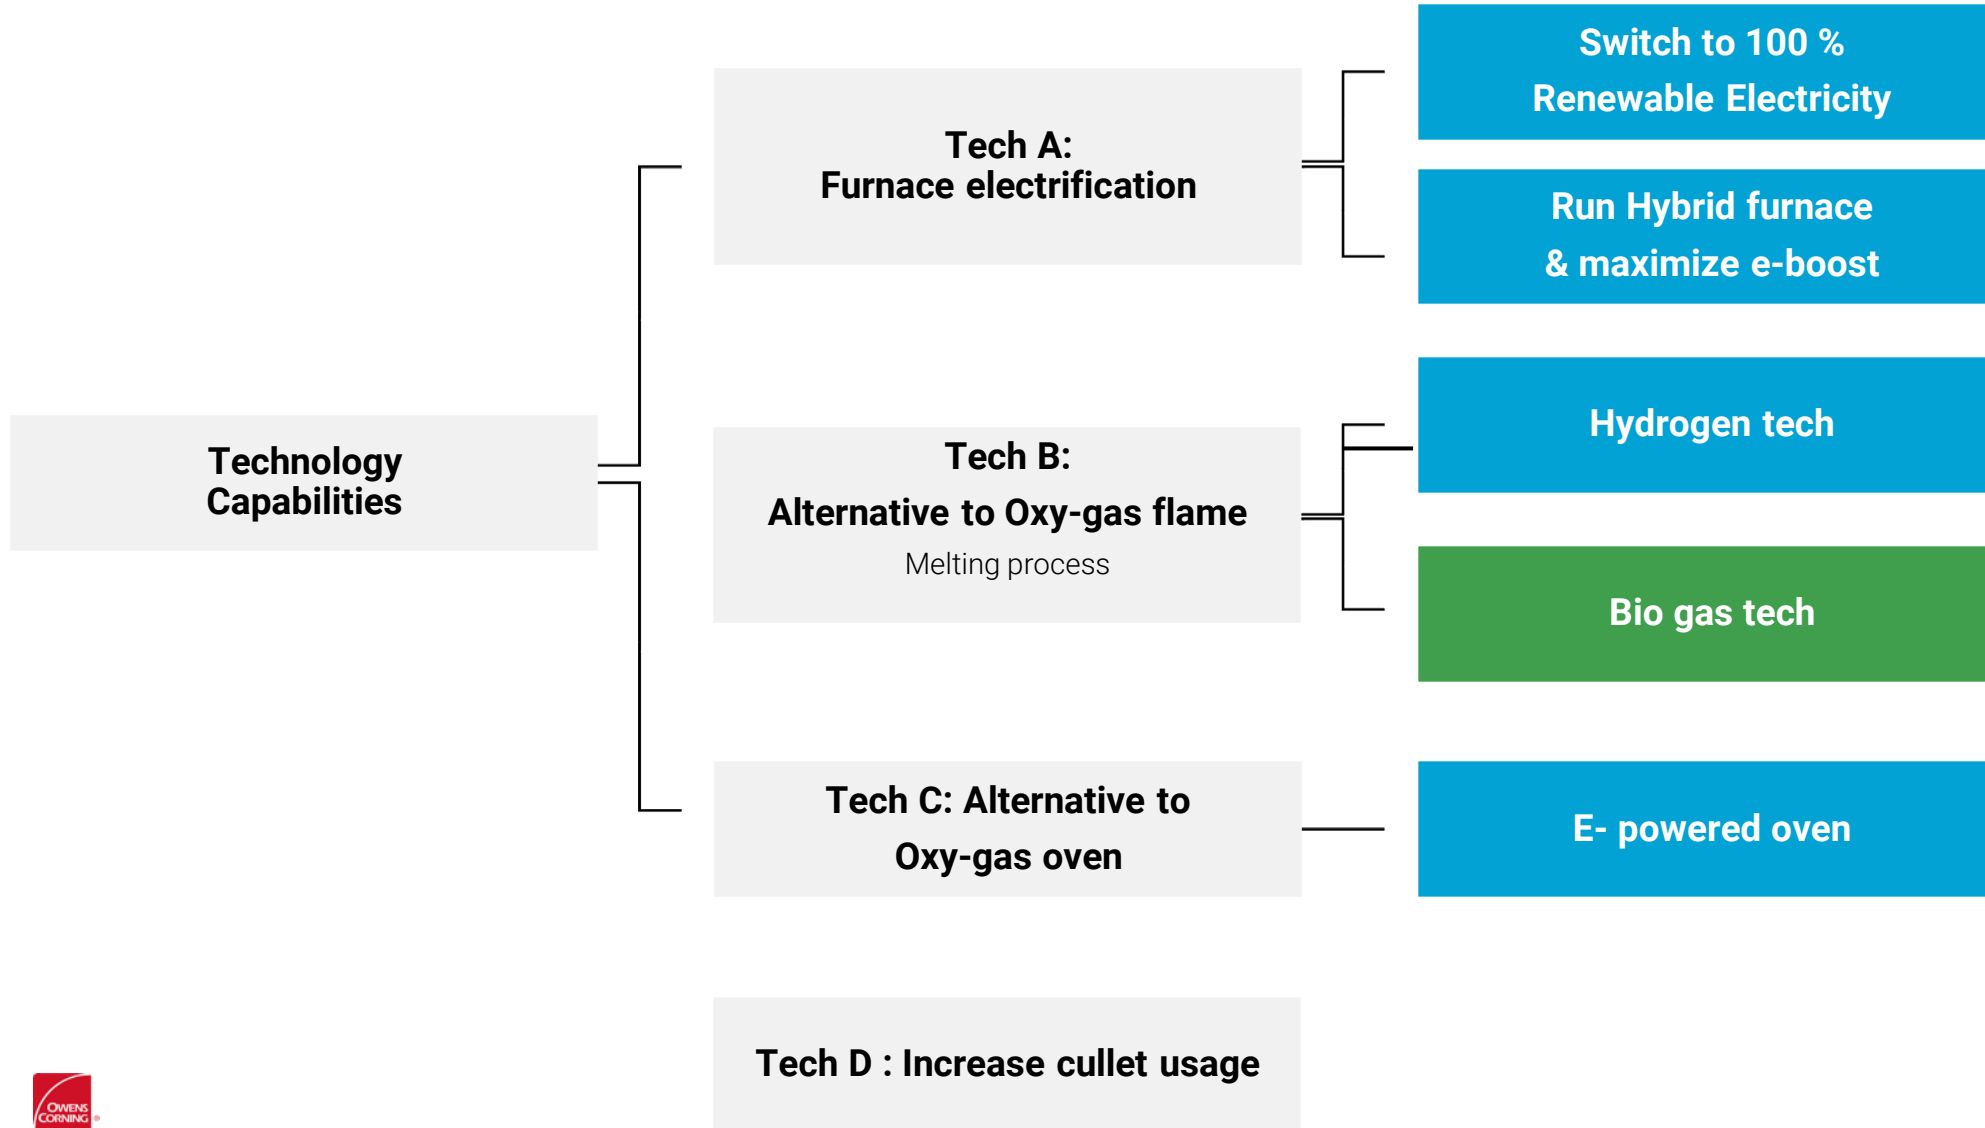 Technology
Capabilities
Tech A:
Furnace electrification
Switch to 100 %
Renewable Electricity
Run Hybrid furnace
& maximize e-boost
Tech B:
Alternative to Oxy-gas flame
Melting process
Hydrogen tech
Bio gas tech
Tech C: Alternative to
Oxy-gas oven
E- powered oven
Tech D : Increase cullet usage
OWENS
CORNING
®